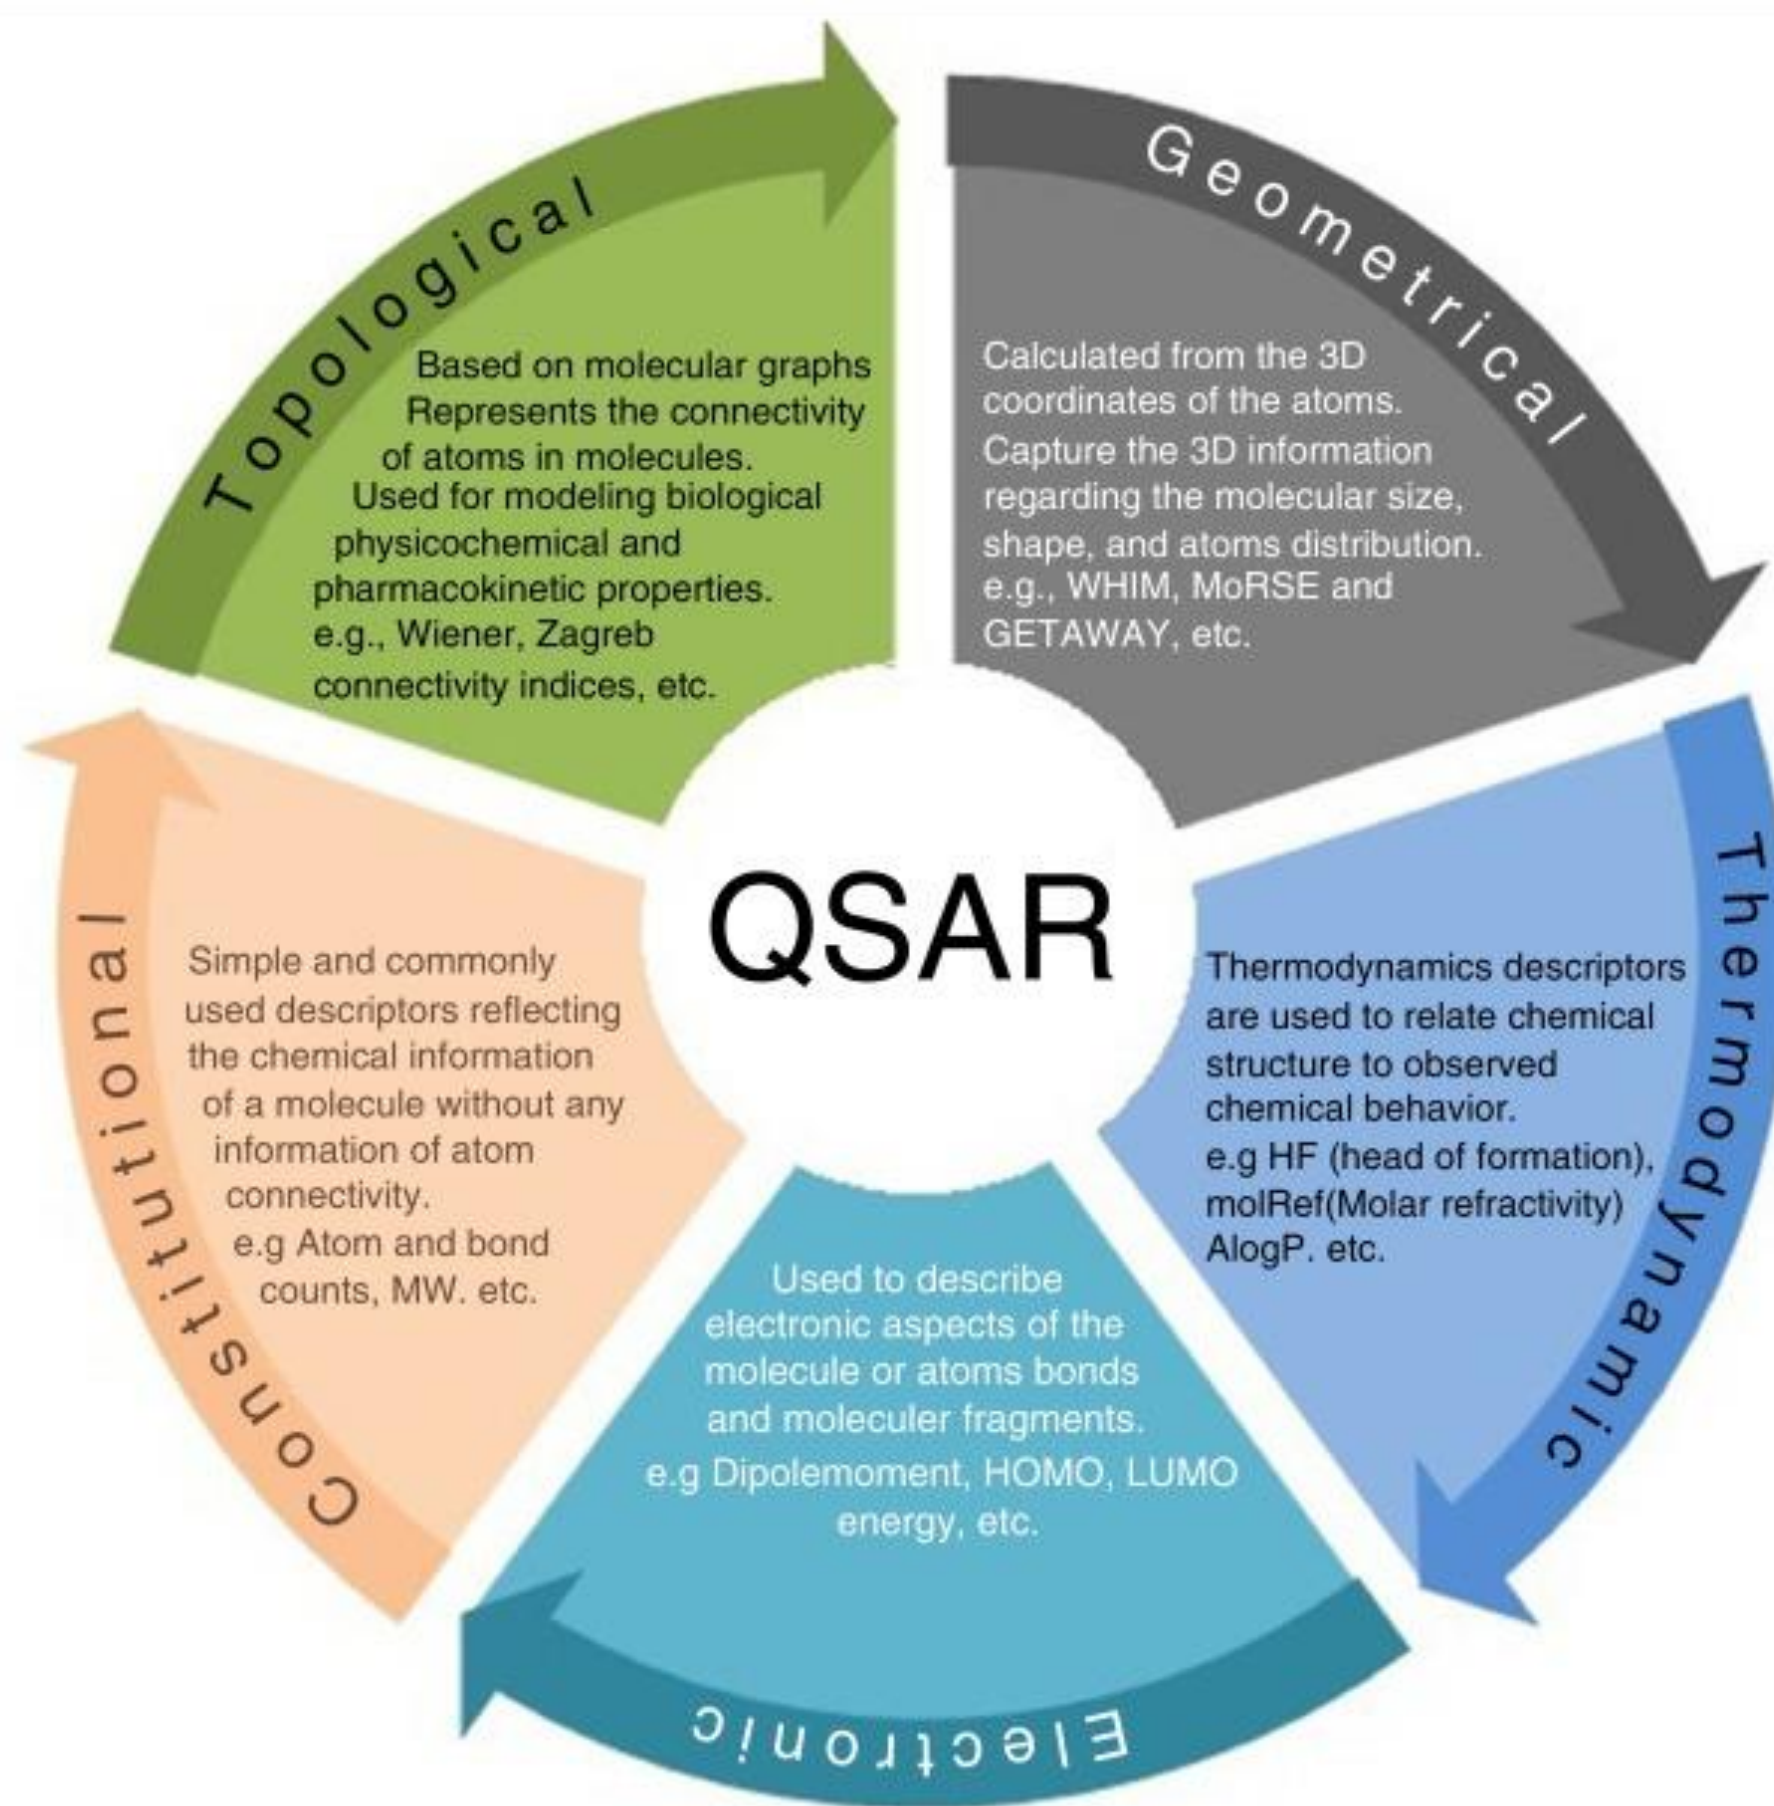 Topological
Based on molecular graphs
Represents the connectivity
of atoms in molecules.
Used for modeling biological
physicochemical and
pharmacokinetic properties.
e.g., Wiener, Zagreb
connectivity indices, etc.
Geometrical
Calculated from the 3D
coordinates of the atoms.
Capture the 3D information
regarding the molecular size,
shape, and atoms distribution.
e.g., WHIM, MoRSE and
GETAWAY, etc.
QSAR
Thermodynamic
Thermodynamics descriptors
are used to relate chemical
structure to observed
chemical behavior.
e.g HF (head of formation),
molRef(Molar refractivity)
AlogP. etc.
Electronic
Used to describe
electronic aspects of the
molecule or atoms bonds
and moleculer fragments.
e.g Dipolemoment, HOMO, LUMO
energy, etc.
Constitutional
Simple and commonly
used descriptors reflecting
the chemical information
of a molecule without any
information of atom
connectivity.
e.g Atom and bond
counts, MW. etc.